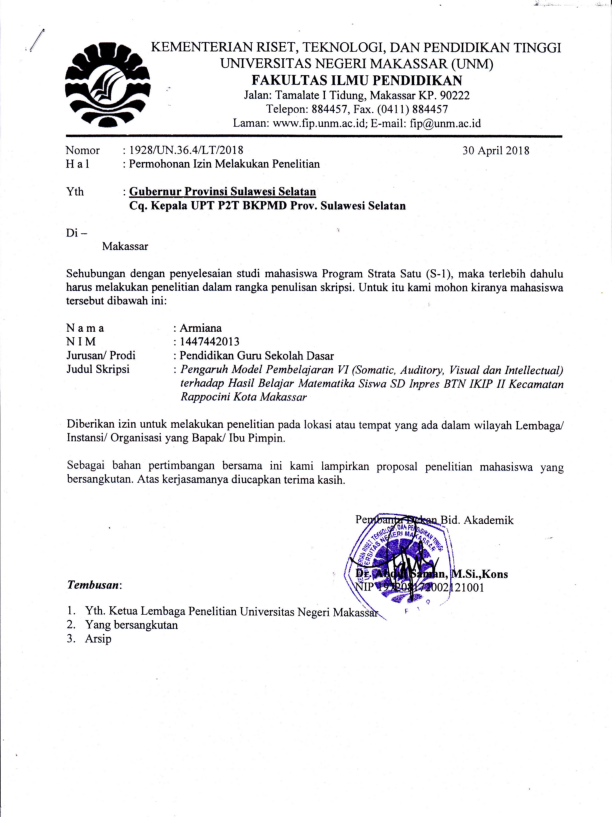 KEMENTERIAN RISET, TEKNOLOGI, DAN PENDIDIKAN TINGGI
UNIVERSITAS NEGERI MAKASSAR (UNM)
FAKULTAS ILMU PENDIDIKAN
Jalan: Tamalate I Tidung, Makassar KP. 90222
Telepon: 884457, Fax. (0411) 884457
Laman: www.fip.unm.ac.id; E-mail: fip@unm.ac.id
Nomor : 1928/UN.36.4/LT/2018 30 April 2018
H a l : Permohonan Izin Melakukan Penelitian
Yth : Gubernur Provinsi Sulawesi Selatan
Cq. Kepala UPT P2T BKPMD Prov. Sulawesi Selatan
Di –
Makassar
Sehubungan dengan penyelesaian studi mahasiswa Program Strata Satu (S-1), maka terlebih dahulu
harus melakukan penelitian dalam rangka penulisan skripsi. Untuk itu kami mohon kiranya mahasiswa
tersebut dibawah ini:
N a m a : Armiana
N I M : 1447442013
Jurusan/ Prodi : Pendidikan Guru Sekolah Dasar
Judul Skripsi : Pengaruh Model Pembelajaran VI (Somatic, Auditory, Visual dan Intellectual)
terhadap Hasil Belajar Matematika Siswa SD Inpres BTN IKIP II Kecamatan
Rappocini Kota Makassar
Diberikan izin untuk melakukan penelitian pada lokasi atau tempat yang ada dalam wilayah Lembaga/
Instansi/ Organisasi yang Bapak/ Ibu Pimpin.
Sebagai bahan pertimbangan bersama ini kami lampirkan proposal penelitian mahasiswa yang
bersangkutan. Atas kerjasamanya diucapkan terima kasih.
Pembantu Dekan Bid. Akademik
Dr. Saman, M.Si.,Kons
NIP
Tembusan:
1. Yth. Ketua Lembaga Penelitian Universitas Negeri Makassar
2. Yang bersangkutan
3. Arsip